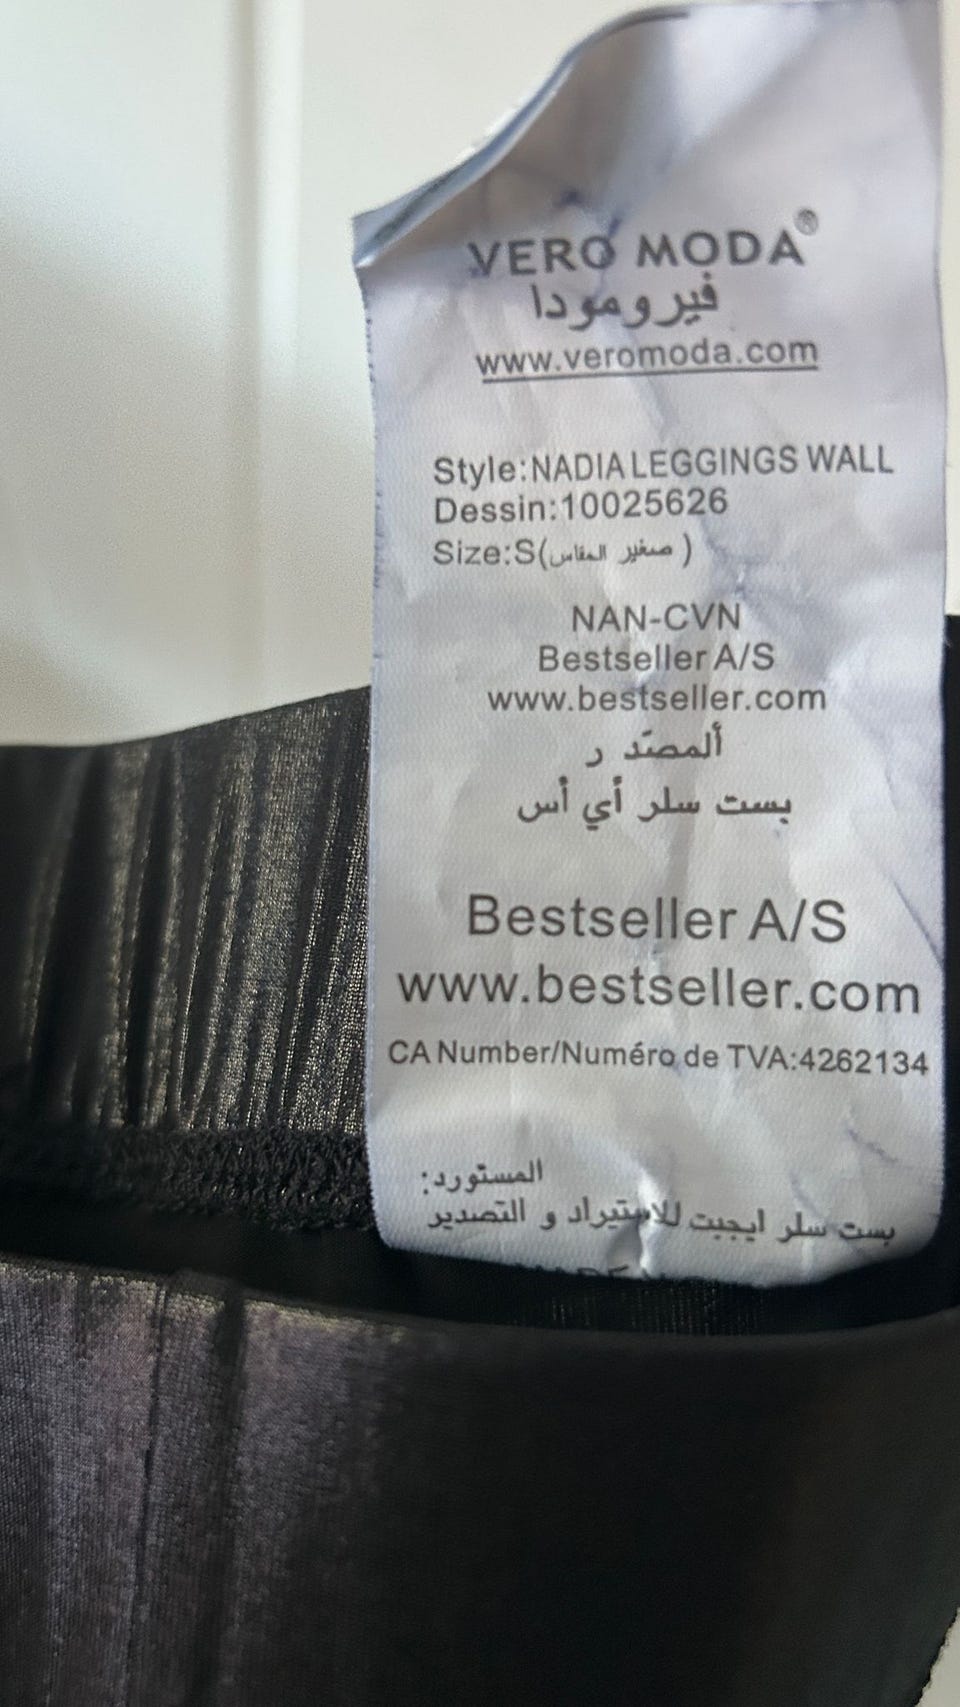 VERO MODA®
فيرومودا
www.veromoda.com
Style:NADIA LEGGINGS WALL
Dessin:10025626
Size:S(صغير المقاس)
NAN-CVN
Bestseller A/S
www.bestseller.com
ألمصّد ر
بست سلر أي أس
Bestseller A/S
www.bestseller.com
CA Number/Numéro de TVA:4262134
المستورد:
بست سلر ايجبت للاستيراد و التصدير